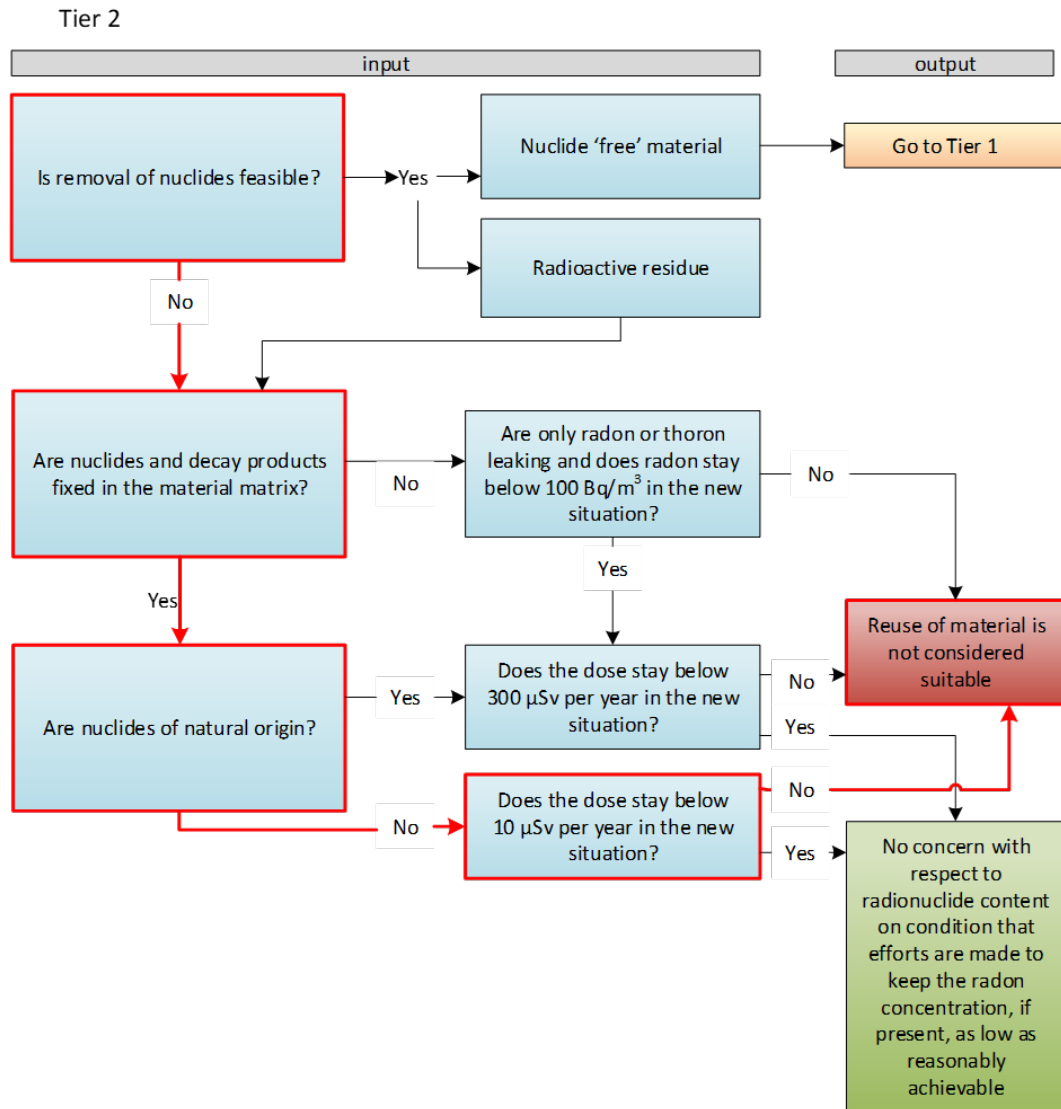 Tier 2
input
output
Is removal of nuclides feasible?
Yes
Nuclide ‘free’ material
Go to Tier 1
Radioactive residue
No
Are nuclides and decay products
fixed in the material matrix?
No
Are only radon or thoron
leaking and does radon stay
below 100 Bq/m³ in the new
situation?
No
Yes
Yes
Reuse of material is
not considered
suitable
Are nuclides of natural origin?
Yes
Does the dose stay below
300 µSv per year in the new
situation?
No
Yes
No
Does the dose stay below
10 µSv per year in the new
situation?
No
Yes
No concern with
respect to
radionuclide content
on condition that
efforts are made to
keep the radon
concentration, if
present, as low as
reasonably
achievable